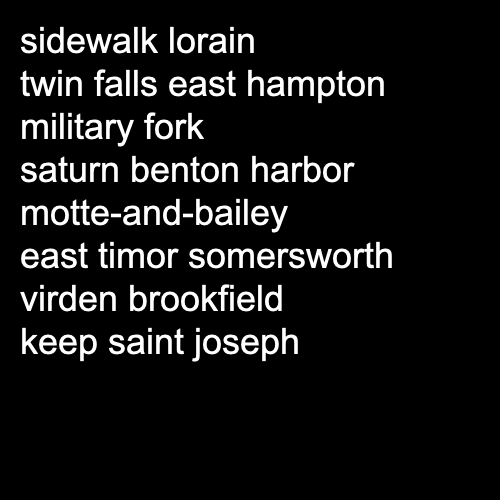 sidewalk lorain
twin falls east hampton
military fork
saturn benton harbor
motte-and-bailey
east timor somersworth
virden brookfield
keep saint joseph